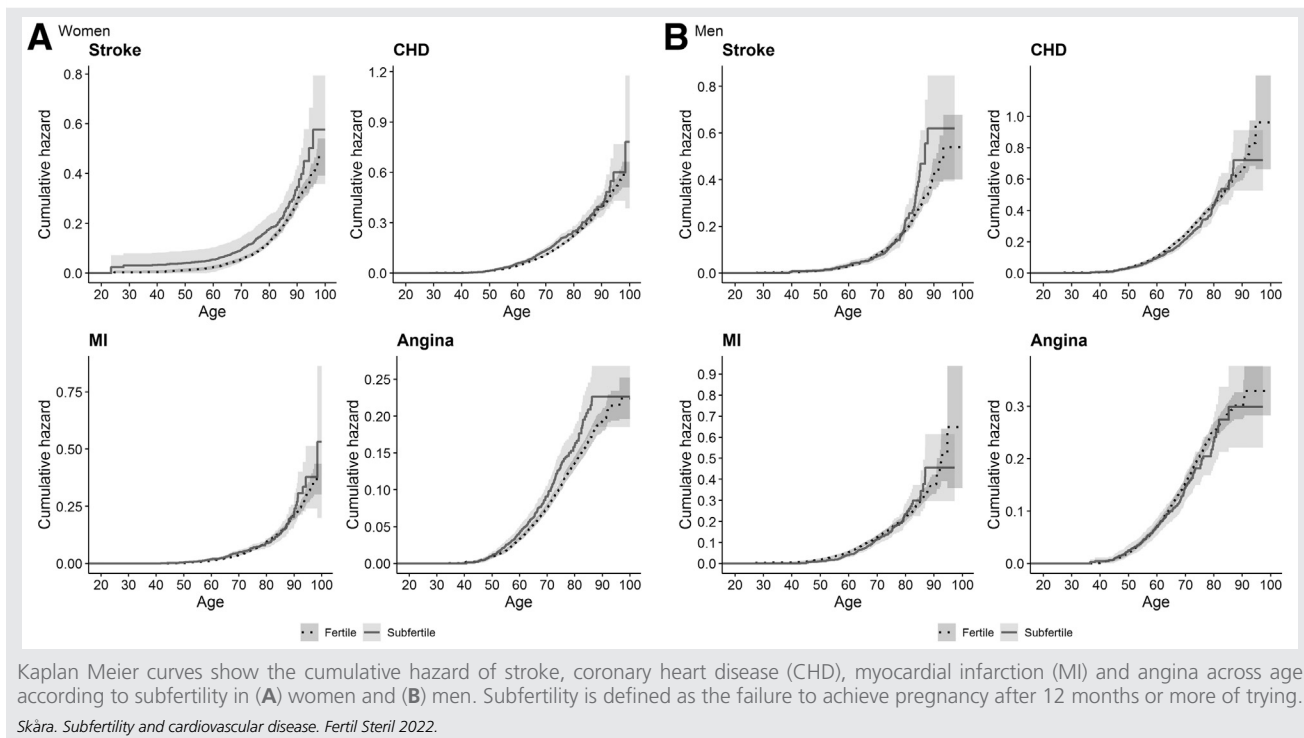 A Women
Stroke
Cumulative hazard
0.8
0.6
0.4
0.2
0.0
20 30 40 50 60 70 80 90 100
Age
CHD
Cumulative hazard
1.2
0.9
0.6
0.3
0.0
20 30 40 50 60 70 80 90 100
Age
MI
Cumulative hazard
0.75
0.50
0.25
0.00
20 30 40 50 60 70 80 90 100
Age
Angina
Cumulative hazard
0.25
0.20
0.15
0.10
0.05
0.00
20 30 40 50 60 70 80 90 100
Age
Fertile Subfertile
B Men
Stroke
Cumulative hazard
0.8
0.6
0.4
0.2
0.0
20 30 40 50 60 70 80 90 100
Age
CHD
Cumulative hazard
1.0
0.8
0.6
0.4
0.2
0.0
20 30 40 50 60 70 80 90 100
Age
MI
Cumulative hazard
0.9
0.8
0.7
0.6
0.5
0.4
0.3
0.2
0.1
0.0
20 30 40 50 60 70 80 90 100
Age
Angina
Cumulative hazard
0.3
0.2
0.1
0.0
20 30 40 50 60 70 80 90 100
Age
Fertile Subfertile
Kaplan Meier curves show the cumulative hazard of stroke, coronary heart disease (CHD), myocardial infarction (MI) and angina across age
according to subfertility in (A) women and (B) men. Subfertility is defined as the failure to achieve pregnancy after 12 months or more of trying.
Skåra. Subfertility and cardiovascular disease. Fertil Steril 2022.